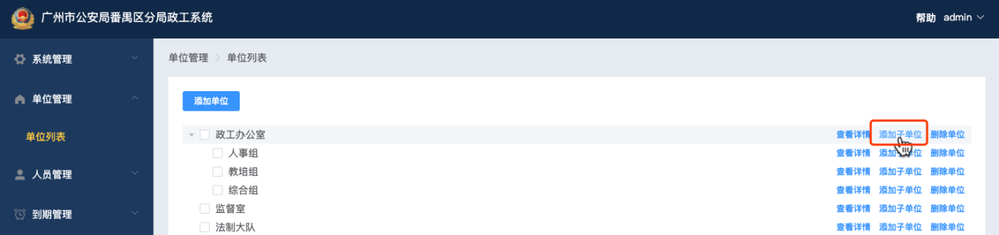 广州市公安局番禺区分局政工系统
帮助 admin
系统管理
单位管理
单位列表
人员管理
到期管理
单位管理 > 单位列表
添加单位
政工办公室 查看详情 添加子单位 删除单位
人事组 查看详情 添加子单位 删除单位
教培组 查看详情 添加子单位 删除单位
综合组 查看详情 添加子单位 删除单位
监督室 查看详情 添加子单位 删除单位
法制大队 查看详情 添加子单位 删除单位